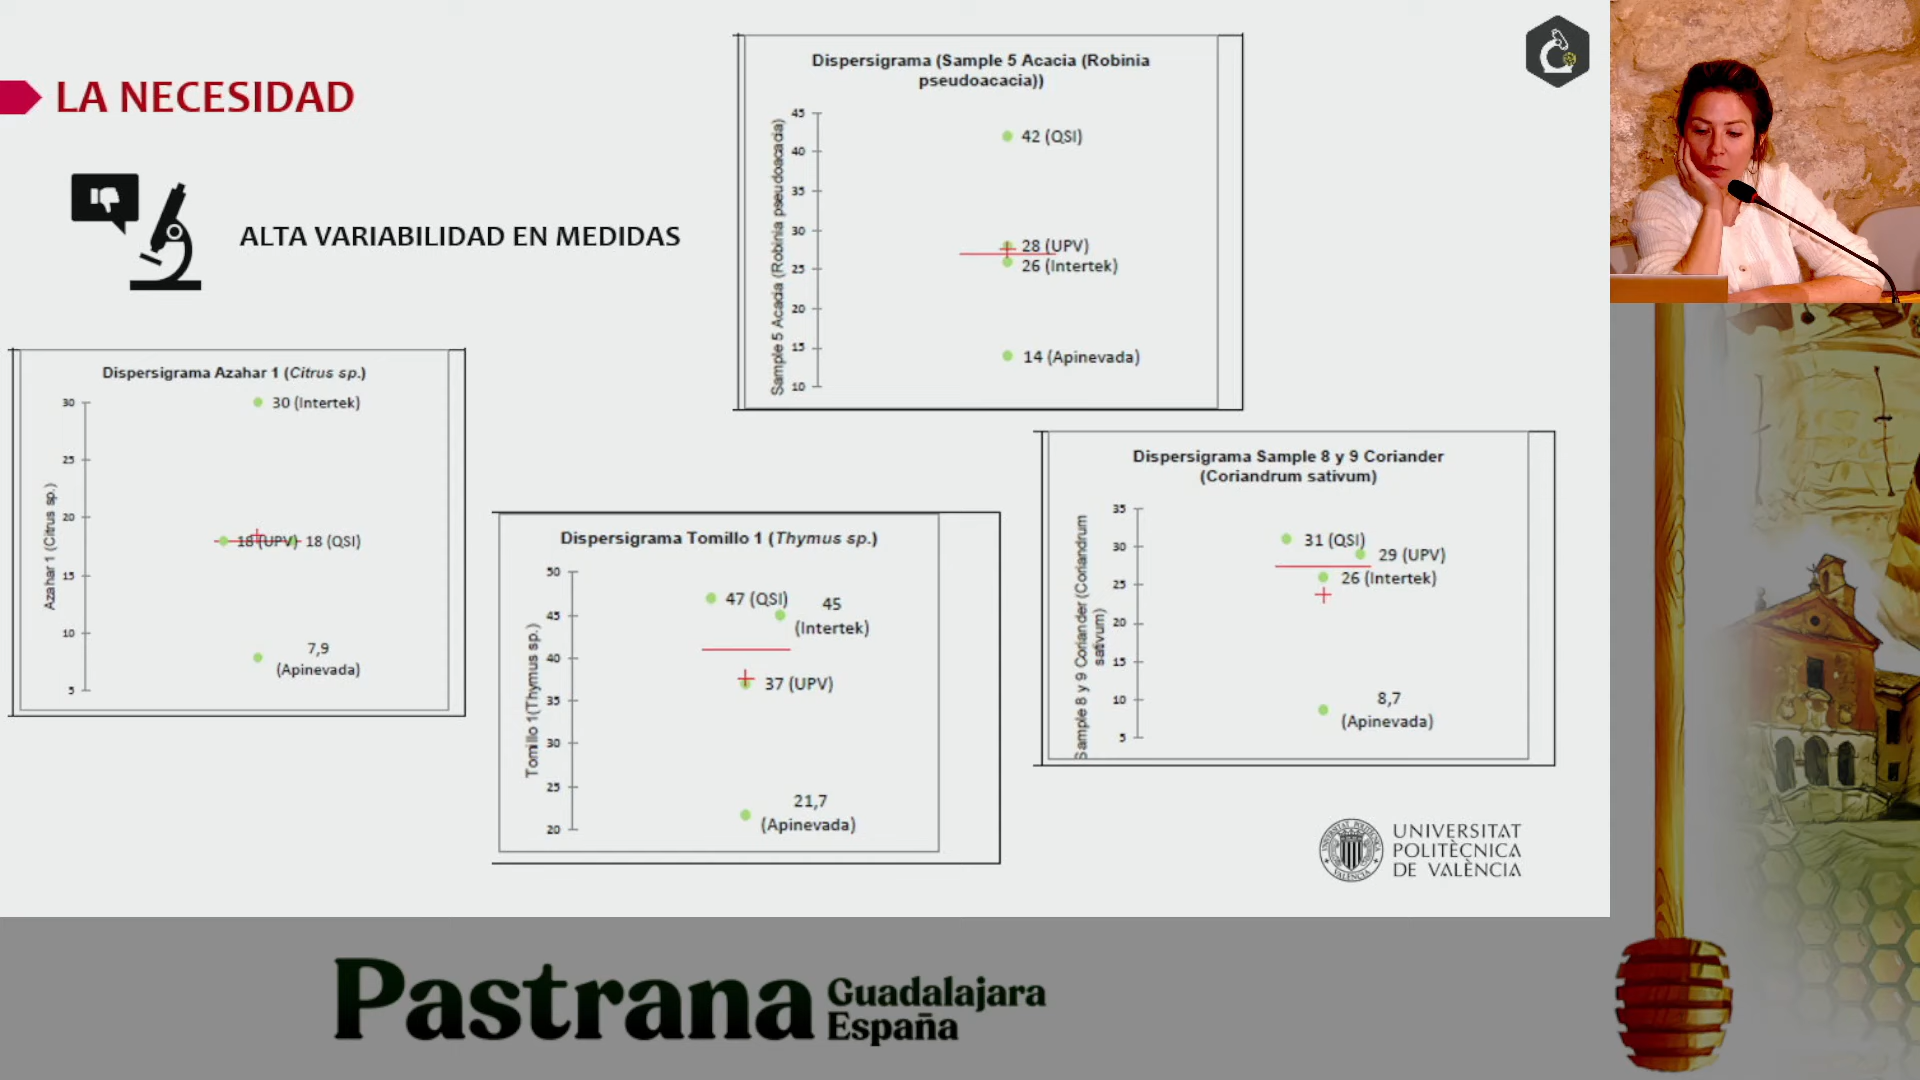 LA NECESIDAD
ALTA VARIABILIDAD EN MEDIDAS
Dispersigrama (Sample 5 Acacia (Robinia
pseudoacacia))
Sample 5 Acacia (Robinia pseudoacacia)
45
40
35
30
25
20
15
10
42 (QSI)
28 (UPV)
26 (Intertek)
14 (Apinevada)
Dispersigrama Azahar 1 (Citrus sp.)
Azahar 1 (Citrus sp.)
30
25
20
15
10
5
30 (Intertek)
18 (UPV)
18 (QSI)
7,9
(Apinevada)
Dispersigrama Tomillo 1 (Thymus sp.)
Tomillo 1(Thymus sp.)
50
45
40
35
30
25
20
47 (QSI)
45
(Intertek)
37 (UPV)
21,7
(Apinevada)
Dispersigrama Sample 8 y 9 Coriander
(Coriandrum sativum)
Sample 8 y 9 Coriander (Coriandrum
sativum)
35
30
25
20
15
10
5
31 (QSI)
29 (UPV)
26 (Intertek)
8,7
(Apinevada)
UNIVERSITAT
POLITÈCNICA
DE VALÈNCIA
Pastrana
Guadalajara
España